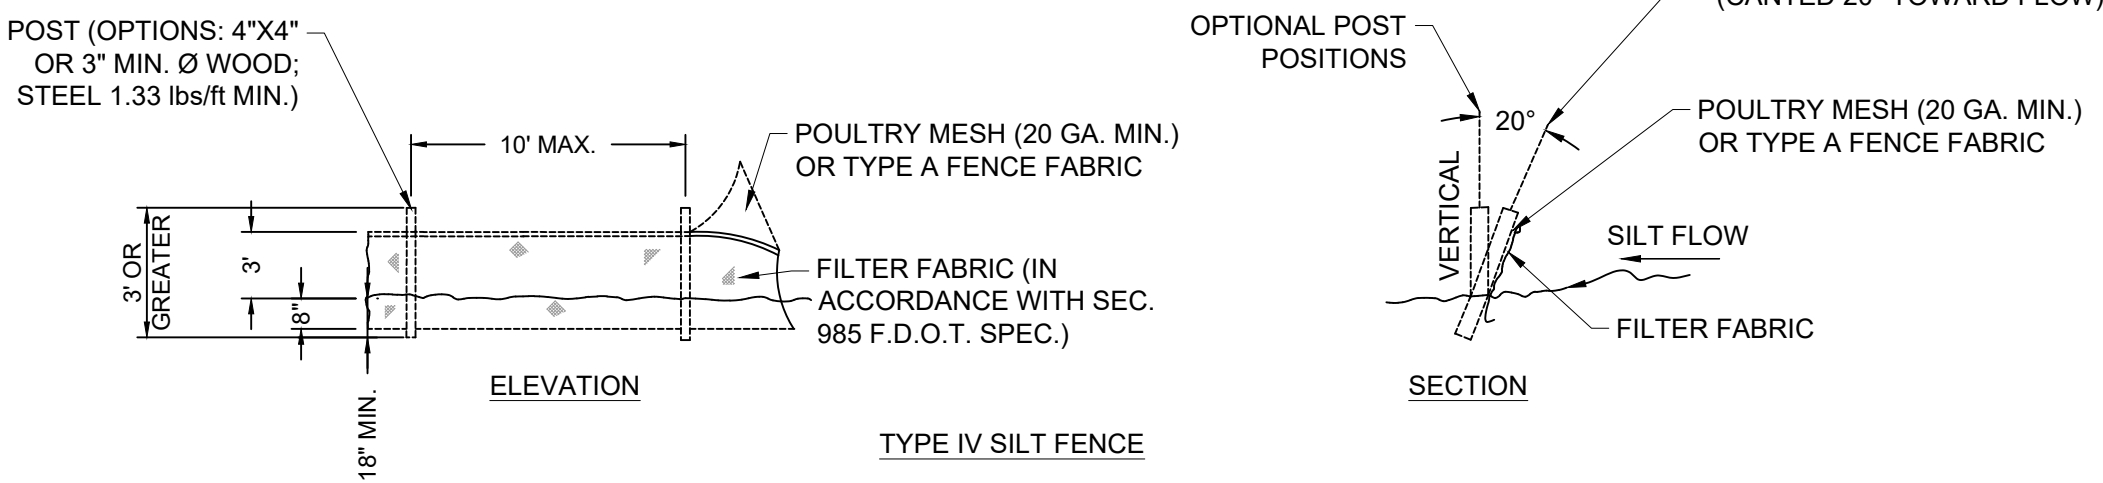 POST (OPTIONS: 4"X4"
OR 3" MIN. Ø WOOD;
STEEL 1.33 lbs/ft MIN.)
10' MAX.
POULTRY MESH (20 GA. MIN.)
OR TYPE A FENCE FABRIC
3' OR
GREATER
3'
8"
18" MIN.
FILTER FABRIC (IN
ACCORDANCE WITH SEC.
985 F.D.O.T. SPEC.)
ELEVATION
TYPE IV SILT FENCE
(CANTED 20° TOWARD FLOW)
OPTIONAL POST
POSITIONS
20°
VERTICAL
POULTRY MESH (20 GA. MIN.)
OR TYPE A FENCE FABRIC
SILT FLOW
FILTER FABRIC
SECTION